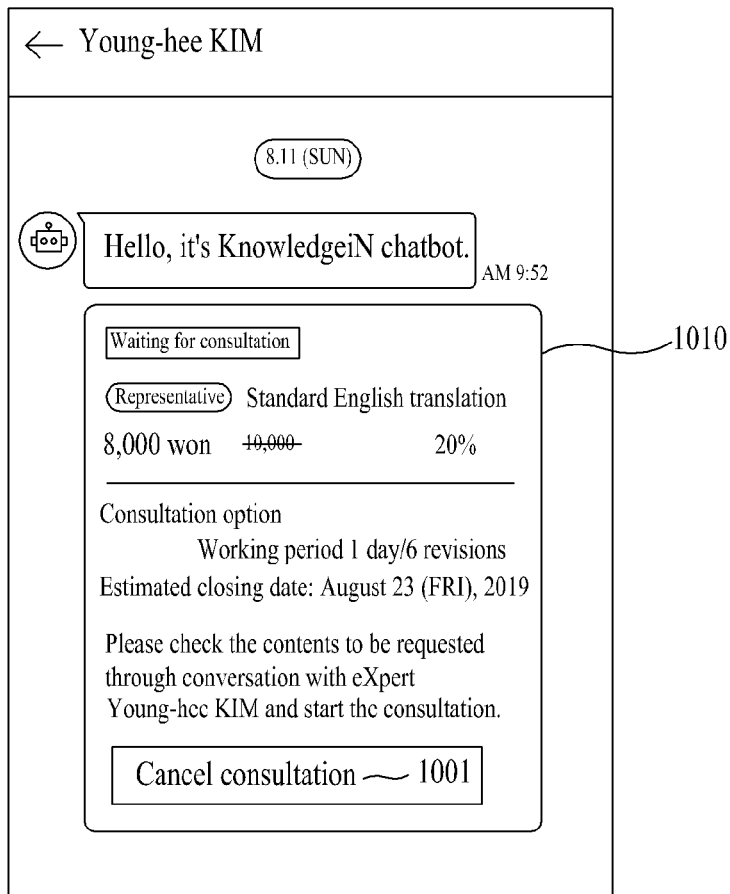 ← Young-hee KIM
8.11 (SUN)
Hello, it's KnowledgeiN chatbot.
AM 9:52
Waiting for consultation
1010
Representative Standard English translation
8,000 won 10,000 20%
Consultation option
Working period 1 day/6 revisions
Estimated closing date: August 23 (FRI), 2019
Please check the contents to be requested
through conversation with eXpert
Young-hee KIM and start the consultation.
Cancel consultation 1001